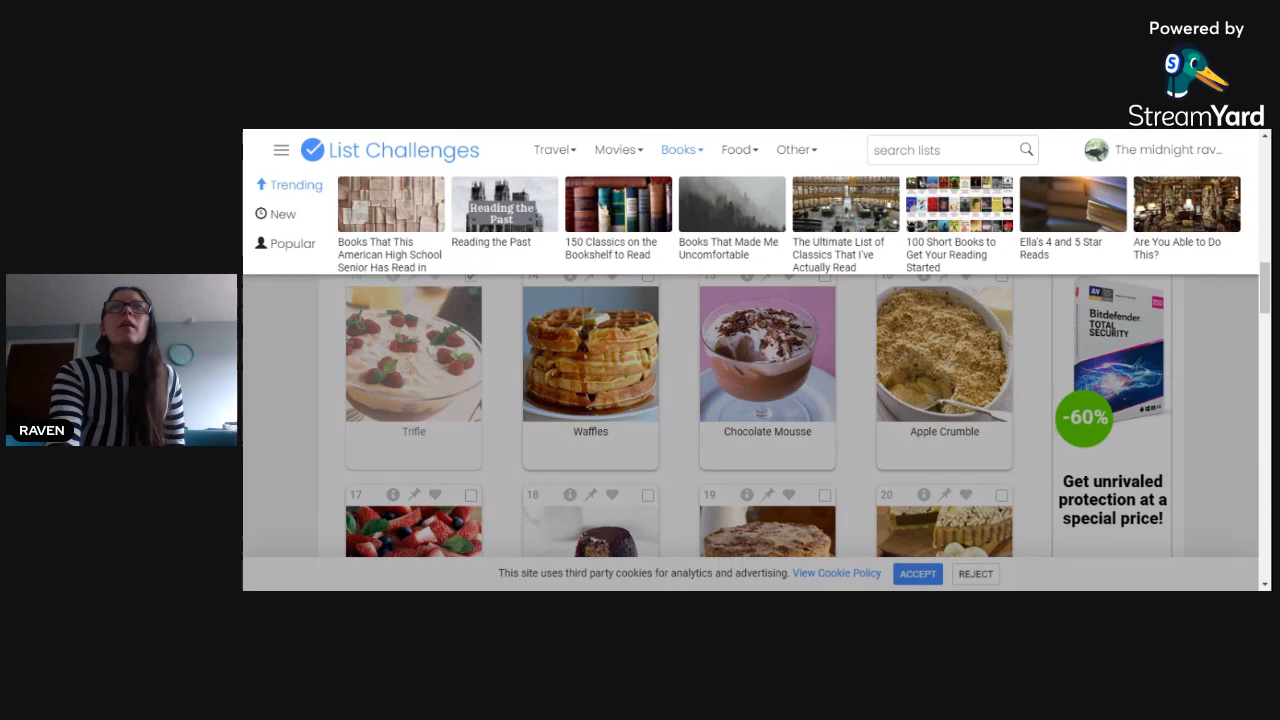 Powered by
S
StreamYard
List Challenges
Travel
Movies
Books
Food
Other
search lists
The midnight rav...
Trending
New
Popular
Reading the
Past
Books That This
American High School
Senior Has Read in
Reading the Past
150 Classics on the
Bookshelf to Read
Books That Made Me
Uncomfortable
The Ultimate List of
Classics That I've
Actually Read
100 Short Books to
Get Your Reading
Started
Ella's 4 and 5 Star
Reads
Are You Able to Do
This?
Trifle
Waffles
Chocolate Mousse
Apple Crumble
17
18
19
20
AV
Bitdefender.
TOTAL
SECURITY
-60%
Get unrivaled
protection at a
special price!
This site uses third party cookies for analytics and advertising. View Cookie Policy
ACCEPT
REJECT
RAVEN